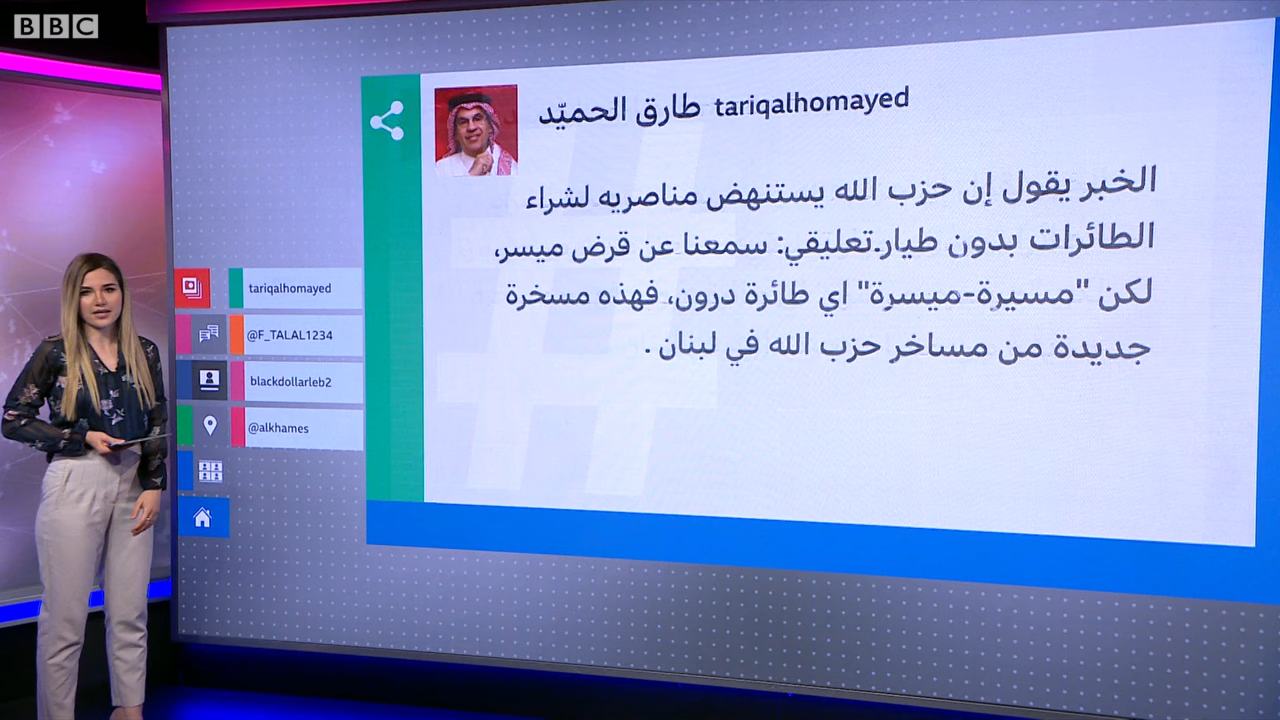 BBC
طارق الحميّد tariqalhomayed
الخبر يقول إن حزب الله يستنهض مناصريه لشراء
الطائرات بدون طيار.تعليقي: سمعنا عن قرض ميسر،
لكن "مسيرة-ميسرة" اي طائرة درون، فهذه مسخرة
جديدة من مساخر حزب الله في لبنان .
tariqalhomayed
@F_TALAL1234
blackdollarleb2
@alkhames